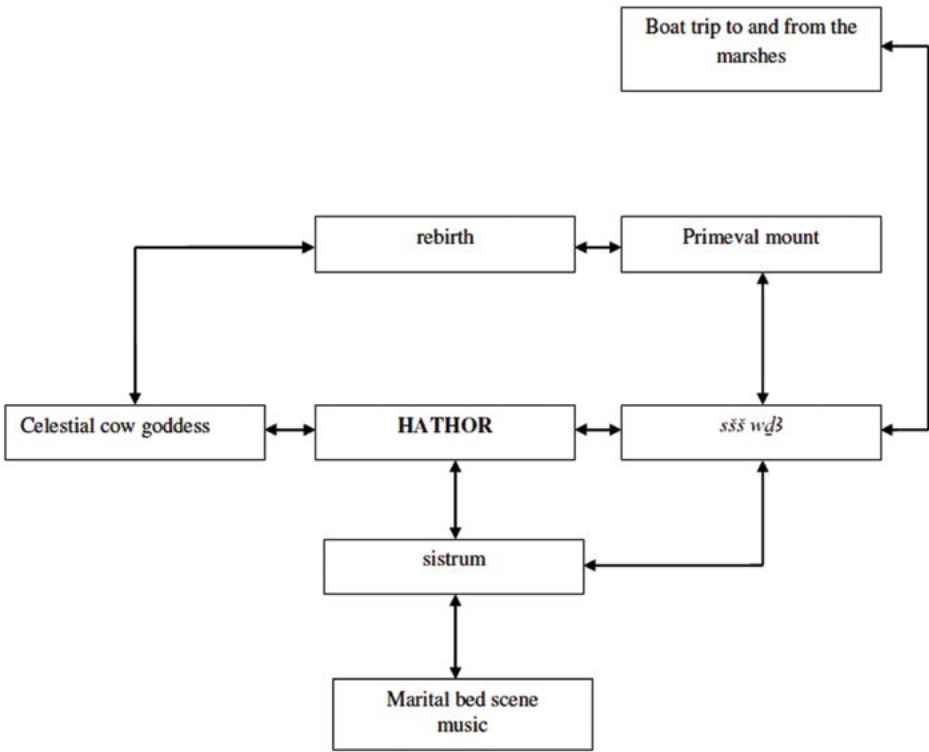 Boat trip to and from the
marshes
rebirth
Primeval mount
Celestial cow goddess
HATHOR
sšš wḏꜣ
sistrum
Marital bed scene
music